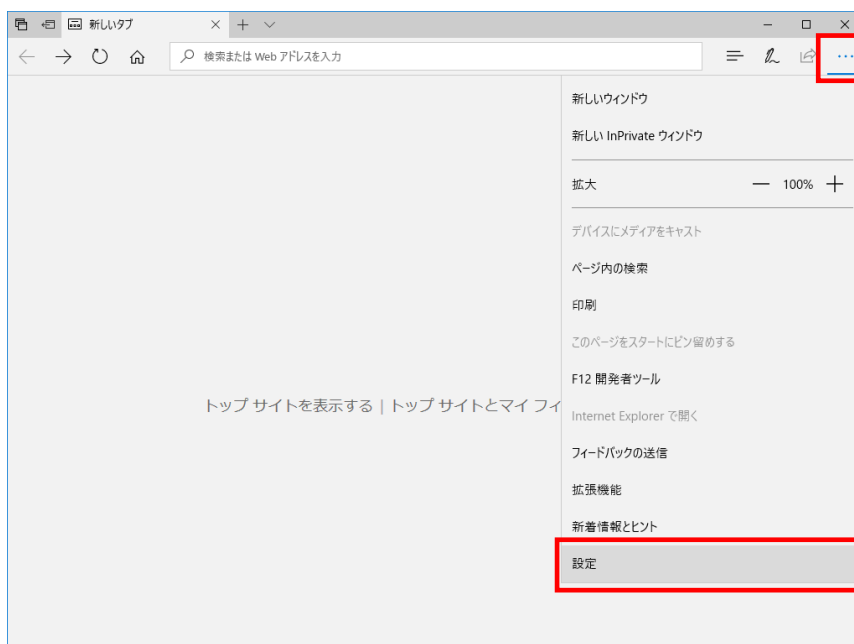 新しいタブ
検索または Web アドレスを入力
新しいウィンドウ
新しい InPrivate ウィンドウ
拡大 100%
デバイスにメディアをキャスト
ページ内の検索
印刷
このページをスタートにピン留めする
F12 開発者ツール
トップ サイトを表示する | トップ サイトとマイ フィ
Internet Explorer で開く
フィードバックの送信
拡張機能
新着情報とヒント
設定